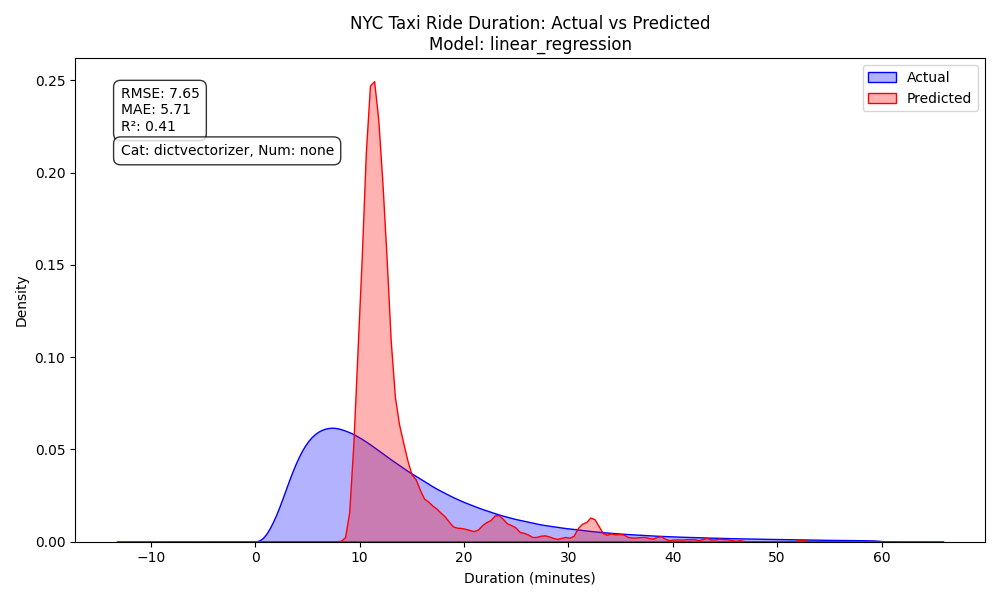 NYC Taxi Ride Duration: Actual vs Predicted
Model: linear_regression
RMSE: 7.65
MAE: 5.71
R²: 0.41
Cat: dictvectorizer, Num: none
Actual
Predicted
Density
0.25
0.20
0.15
0.10
0.05
0.00
−10 0 10 20 30 40 50 60
Duration (minutes)